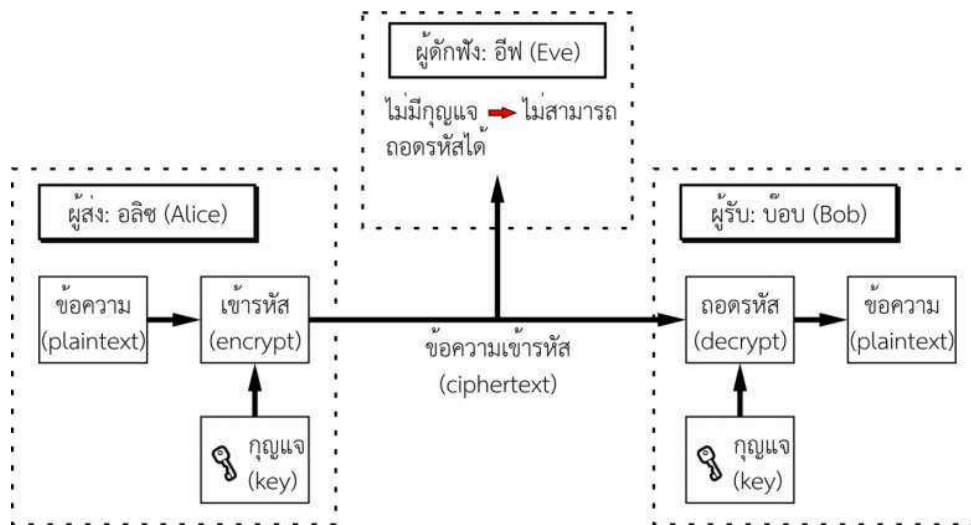 ผู้ดักฟัง: อีฟ (Eve)
ไม่มีกุญแจ ไม่สามารถ
ถอดรหัสได้
ผู้ส่ง: อลิซ (Alice)
ข้อความ
(plaintext)
เข้ารหัส
(encrypt)
กุญแจ
(key)
ข้อความเข้ารหัส
(ciphertext)
ผู้รับ: บ๊อบ (Bob)
ถอดรหัส
(decrypt)
ข้อความ
(plaintext)
กุญแจ
(key)